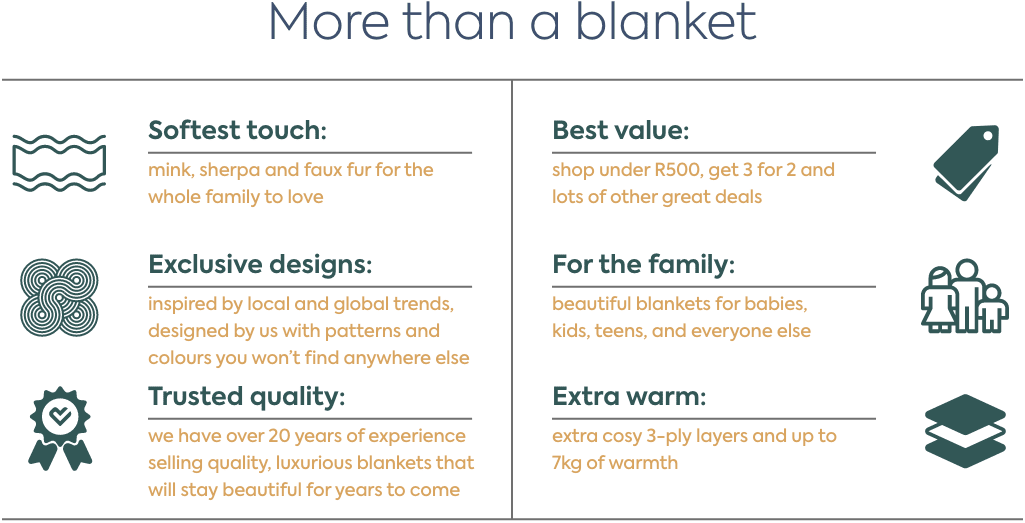 More than a blanket
Softest touch:
mink, sherpa and faux fur for the
whole family to love
Exclusive designs:
inspired by local and global trends,
designed by us with patterns and
colours you won't find anywhere else
Trusted quality:
we have over 20 years of experience
selling quality, luxurious blankets that
will stay beautiful for years to come
Best value:
shop under R500, get 3 for 2 and
lots of other great deals
For the family:
beautiful blankets for babies,
kids, teens, and everyone else
Extra warm:
extra cosy 3-ply layers and up to
7kg of warmth